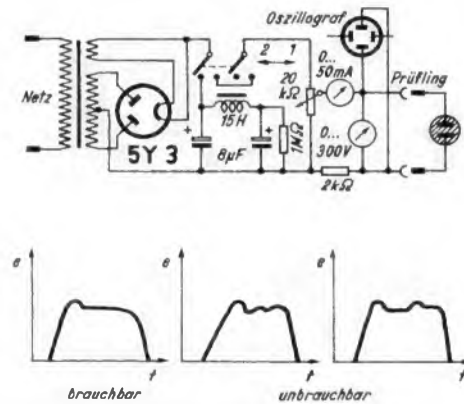 Oszillograf
Netz
2 1
0...
50mA
Prüfling
20
kΩ
15H
0...
300V
5Y 3
8µF
1MΩ
2kΩ
e
t
e
t
e
t
brauchbar
unbrauchbar